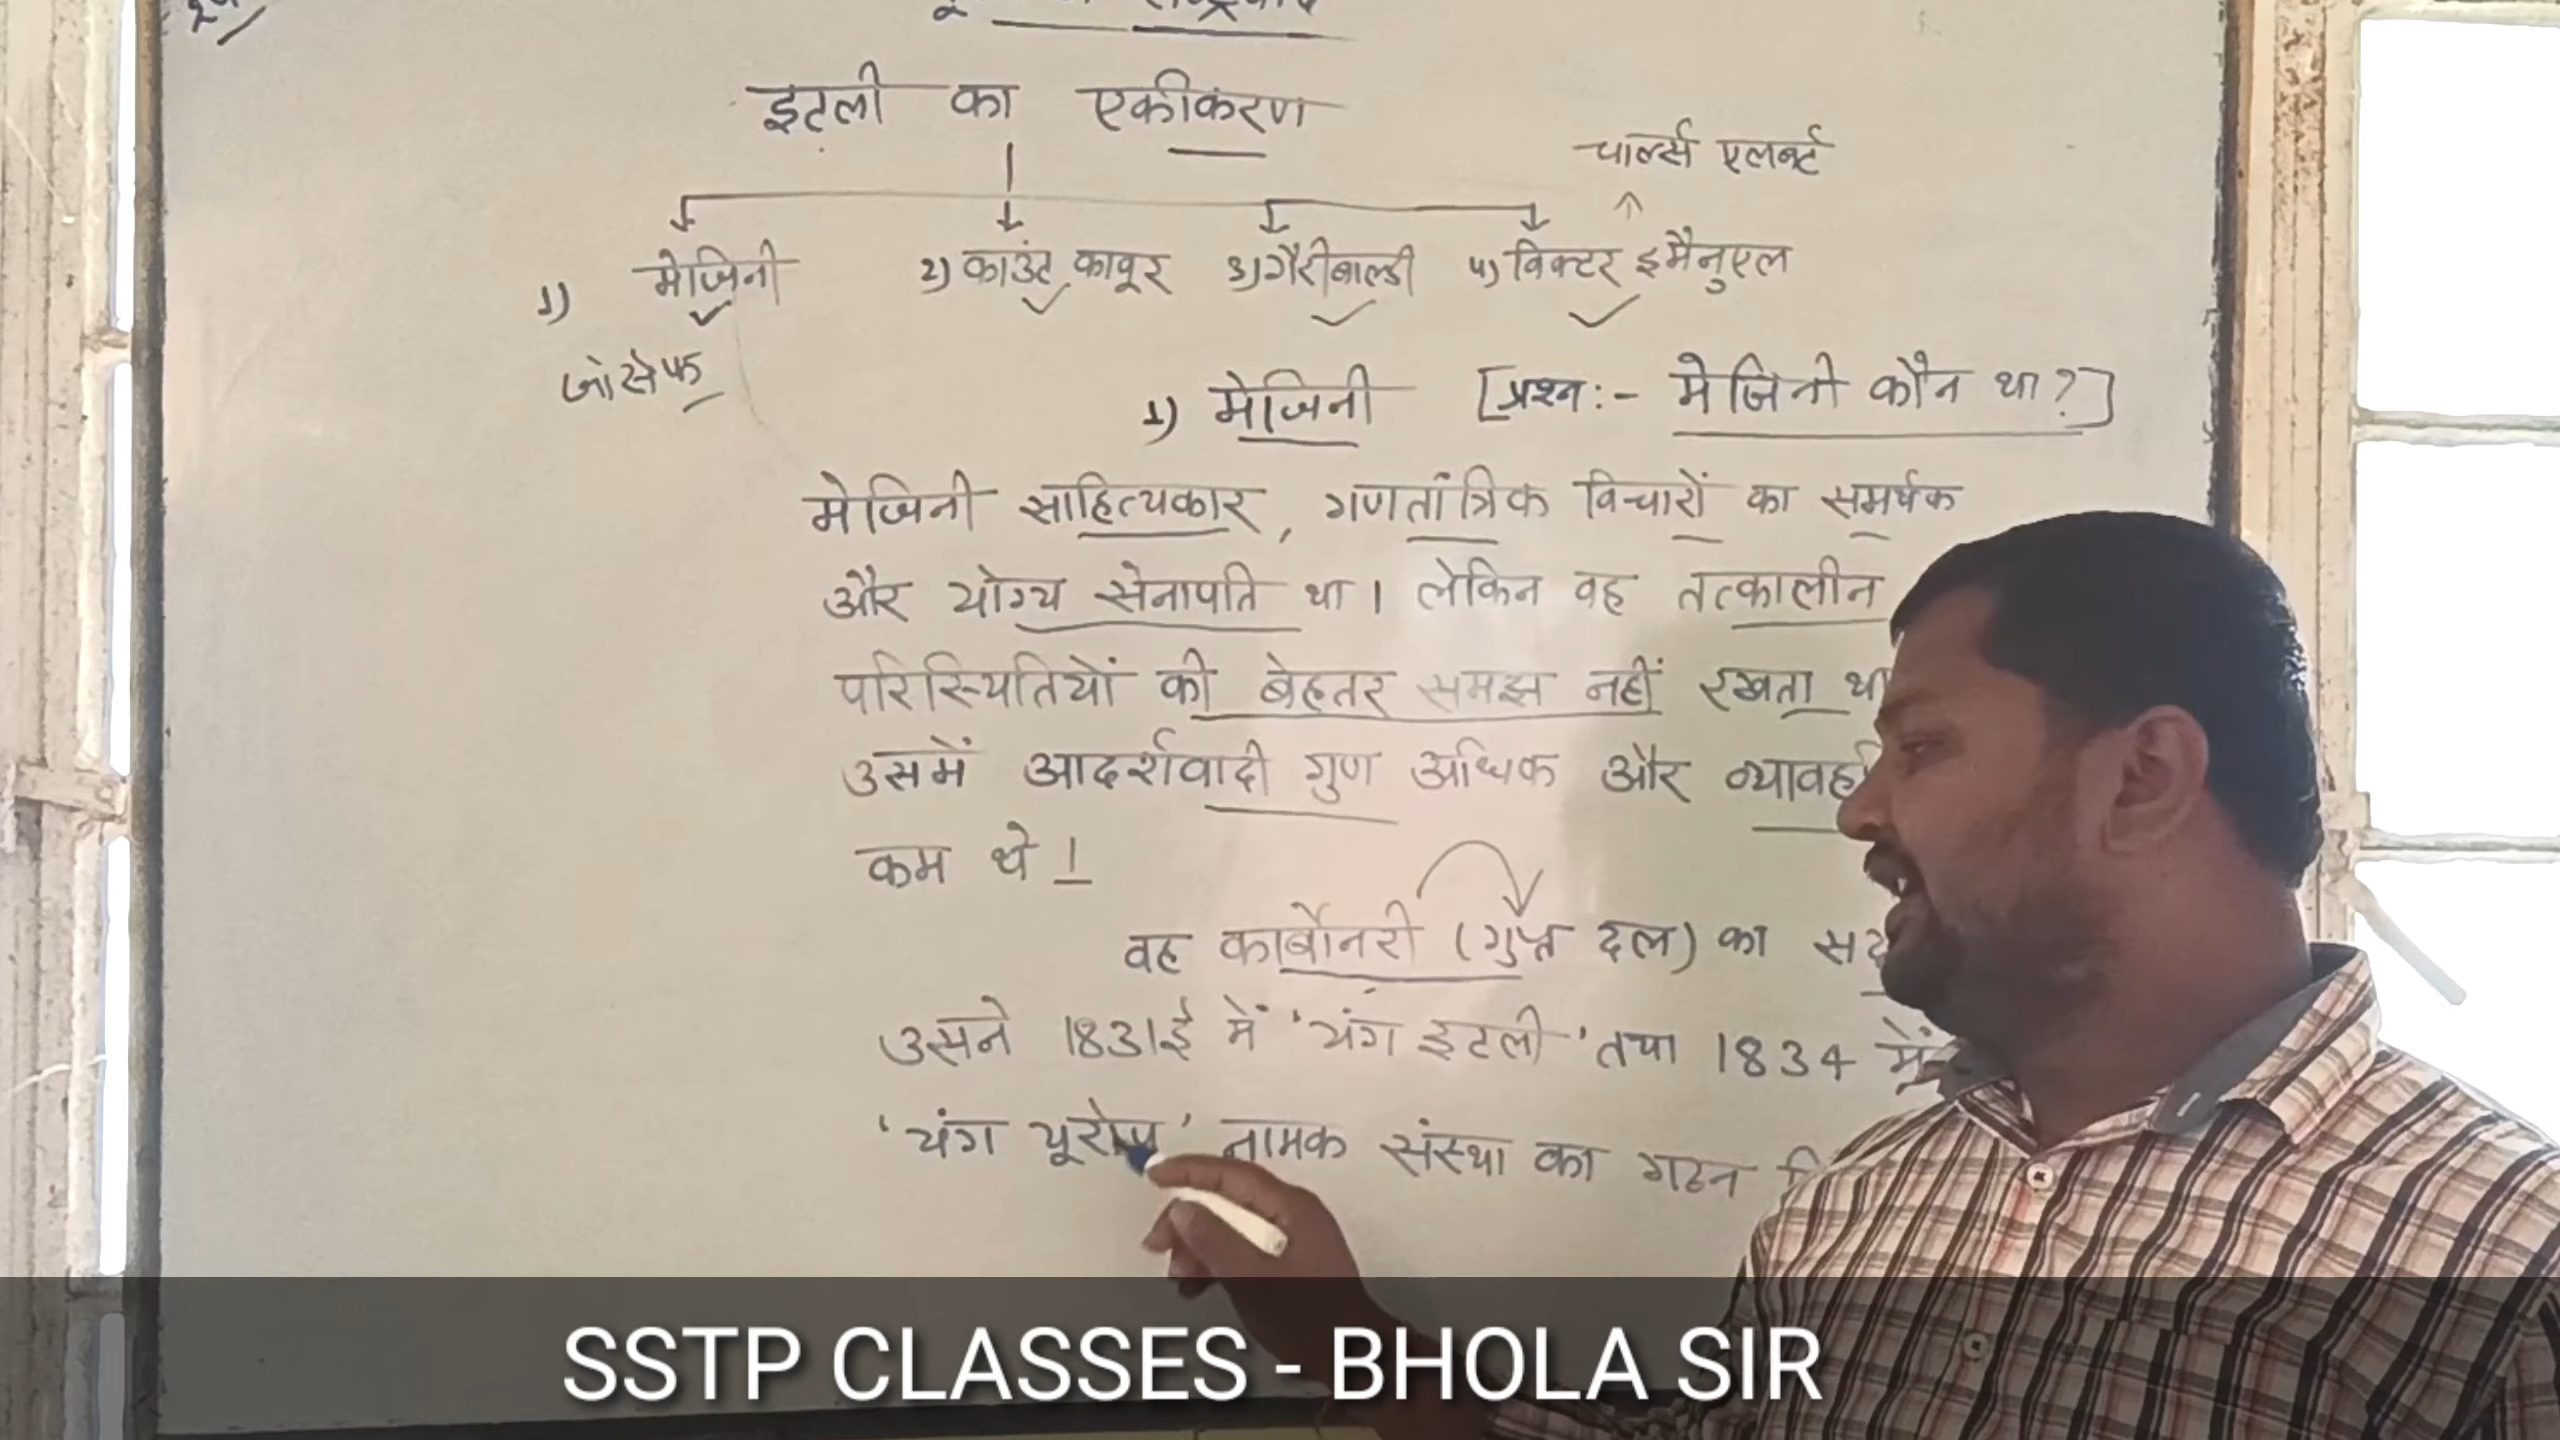 इटली का एकीकरण
चार्ल्स एलबर्ट
1) मेजिनी 2) काउंट कावूर 3) गैरीबाल्डी 4) विक्टर इमैनुएल
जोसेफ
1) मेजिनी [प्रश्न:- मेजिनी कौन था?]
मेजिनी साहित्यकार, गणतांत्रिक विचारों का समर्थक
और योग्य सेनापति था। लेकिन वह तत्कालीन
परिस्थितियों की बेहतर समझ नहीं रखता था
उसमें आदर्शवादी गुण अधिक और
कम थे।
वह कार्बोनरी (गुप्त दल) का
उसने 1831ई में 'यंग इटली' तथा 1834 में
'यंग यूरोप' नामक संस्था का गठन
SSTP CLASSES - BHOLA SIR